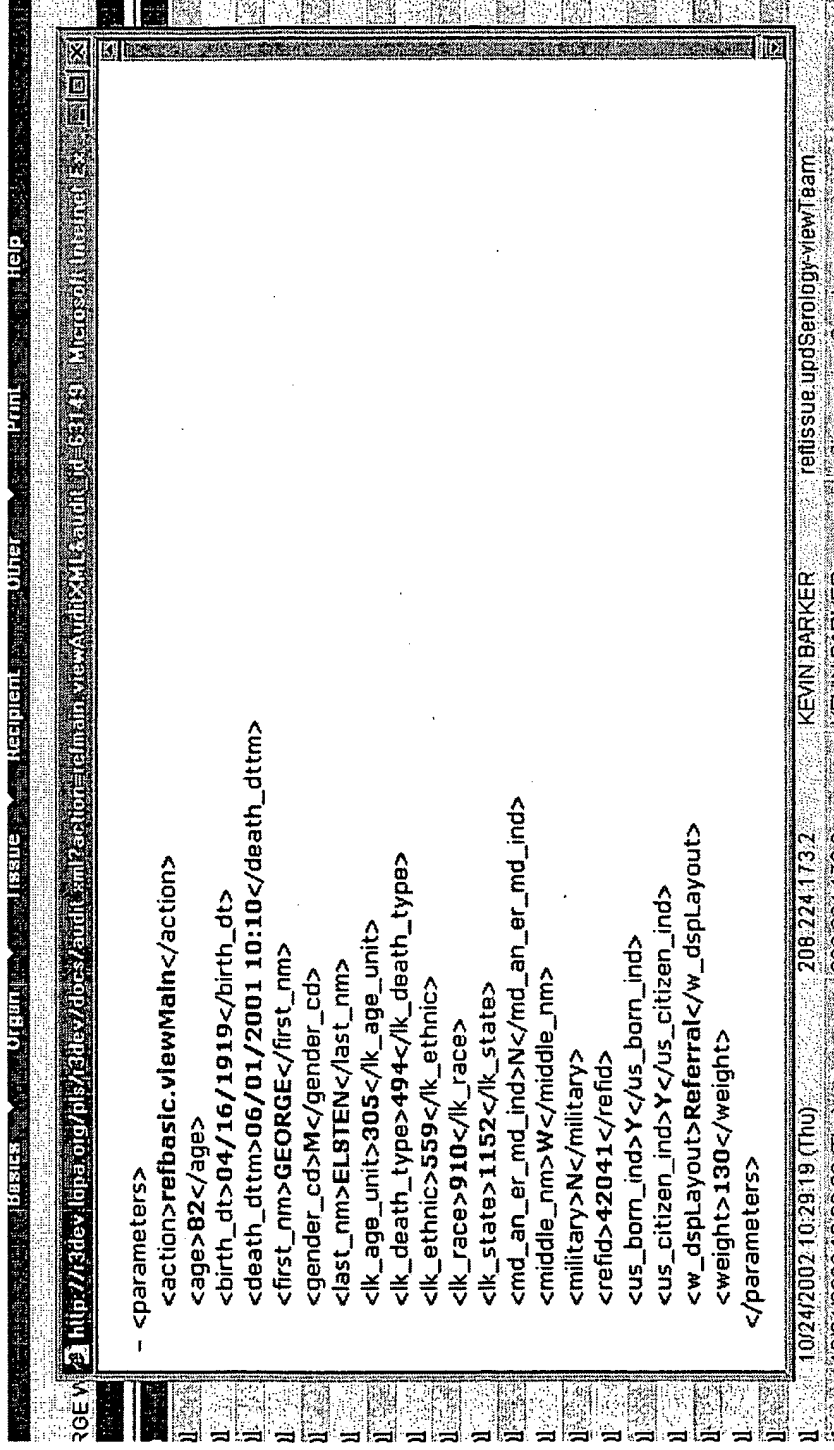 Basics Organ Tissue Recipient Other Print Help
RGE W
http://r3dev.lopa.org/pls/r3dev/docs/audit.xml?action=refmain.viewAuditXML&audit_id=63149 Microsoft Internet Ex...
- <parameters>
<action>refbasic.viewMain</action>
<age>82</age>
<birth_dt>04/16/1919</birth_dt>
<death_dttm>06/01/2001 10:10</death_dttm>
<first_nm>GEORGE</first_nm>
<gender_cd>M</gender_cd>
<last_nm>ELSTEN</last_nm>
<lk_age_unit>305</lk_age_unit>
<lk_death_type>494</lk_death_type>
<lk_ethnic>559</lk_ethnic>
<lk_race>910</lk_race>
<lk_state>1152</lk_state>
<md_an_er_md_ind>N</md_an_er_md_ind>
<middle_nm>W</middle_nm>
<military>N</military>
<refid>42041</refid>
<us_born_ind>Y</us_born_ind>
<us_citizen_ind>Y</us_citizen_ind>
<w_dspLayout>Referral</w_dspLayout>
<weight>130</weight>
</parameters>
10/24/2002 10:29:19 (Thu) 208.224.173.2 KEVIN BARKER reftissue.updSerology-viewTeam